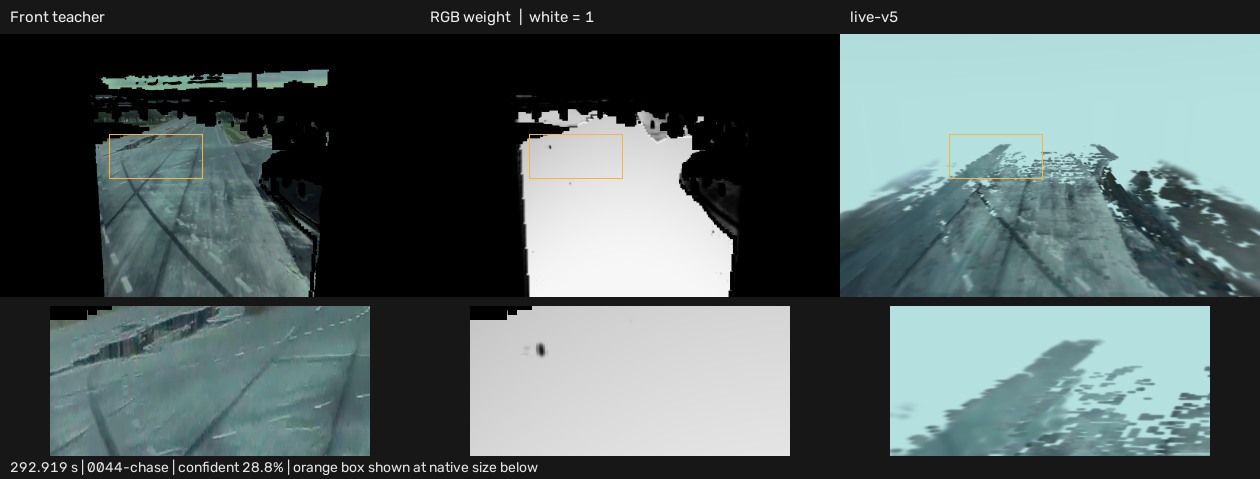 Front teacher
RGB weight | white = 1
live-v5
292.919 s | 0044-chase | confident 28.8% | orange box shown at native size below